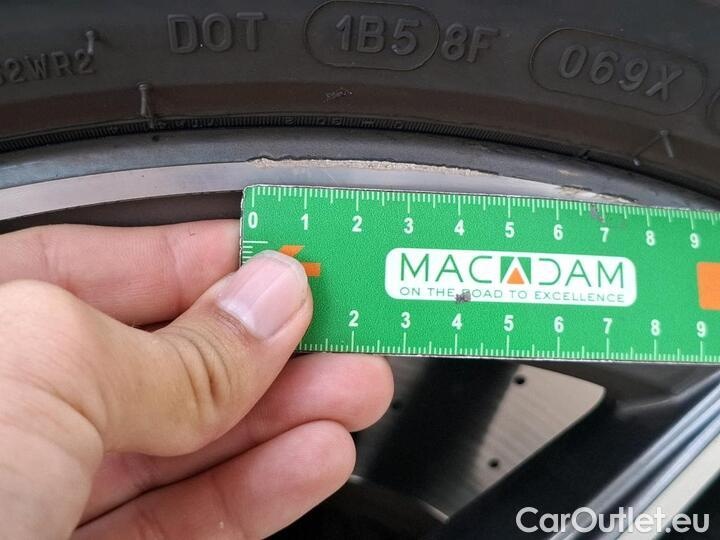 DOT 1B5 8F 069X
52WR2
0 1 2 3 4 5 6 7 8 9
MACADAM
ON THE ROAD TO EXCELLENCE
2 3 4 5 6 7 8 9
CarOutlet.eu